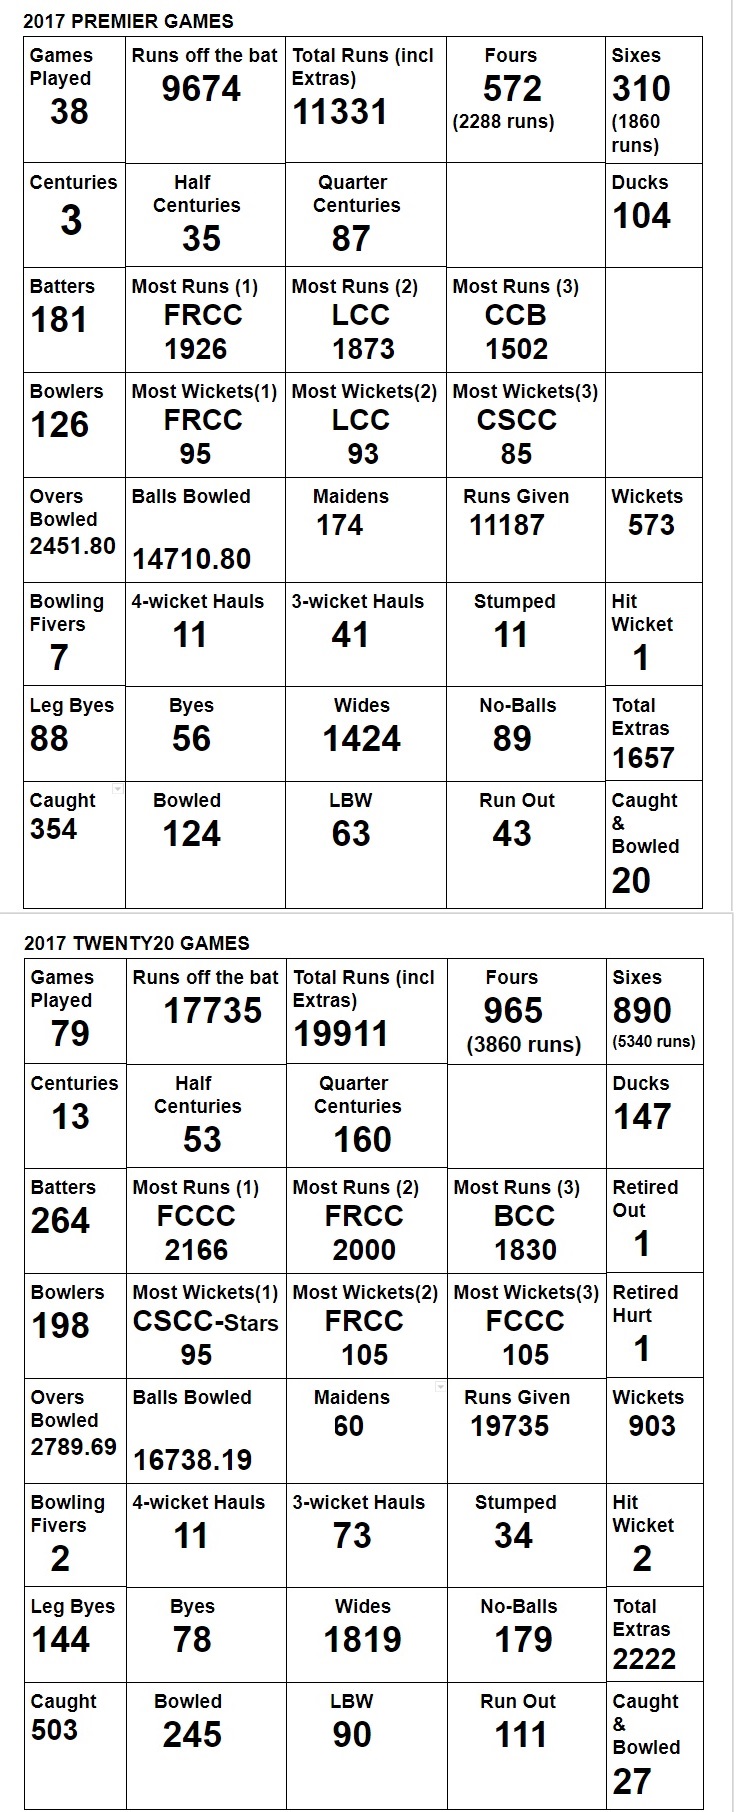 2017 PREMIER GAMES
Games Played 38
Runs off the bat 9674
Total Runs (incl Extras) 11331
Fours 572 (2288 runs)
Sixes 310 (1860 runs)
Centuries 3
Half Centuries 35
Quarter Centuries 87
Ducks 104
Batters 181
Most Runs (1) FRCC 1926
Most Runs (2) LCC 1873
Most Runs (3) CCB 1502
Bowlers 126
Most Wickets(1) FRCC 95
Most Wickets(2) LCC 93
Most Wickets(3) CSCC 85
Overs Bowled 2451.80
Balls Bowled 14710.80
Maidens 174
Runs Given 11187
Wickets 573
Bowling Fivers 7
4-wicket Hauls 11
3-wicket Hauls 41
Stumped 11
Hit Wicket 1
Leg Byes 88
Byes 56
Wides 1424
No-Balls 89
Total Extras 1657
Caught 354
Bowled 124
LBW 63
Run Out 43
Caught & Bowled 20
2017 TWENTY20 GAMES
Games Played 79
Runs off the bat 17735
Total Runs (incl Extras) 19911
Fours 965 (3860 runs)
Sixes 890 (5340 runs)
Centuries 13
Half Centuries 53
Quarter Centuries 160
Ducks 147
Batters 264
Most Runs (1) FCCC 2166
Most Runs (2) FRCC 2000
Most Runs (3) BCC 1830
Retired Out 1
Bowlers 198
Most Wickets(1) CSCC-Stars 95
Most Wickets(2) FRCC 105
Most Wickets(3) FCCC 105
Retired Hurt 1
Overs Bowled 2789.69
Balls Bowled 16738.19
Maidens 60
Runs Given 19735
Wickets 903
Bowling Fivers 2
4-wicket Hauls 11
3-wicket Hauls 73
Stumped 34
Hit Wicket 2
Leg Byes 144
Byes 78
Wides 1819
No-Balls 179
Total Extras 2222
Caught 503
Bowled 245
LBW 90
Run Out 111
Caught & Bowled 27